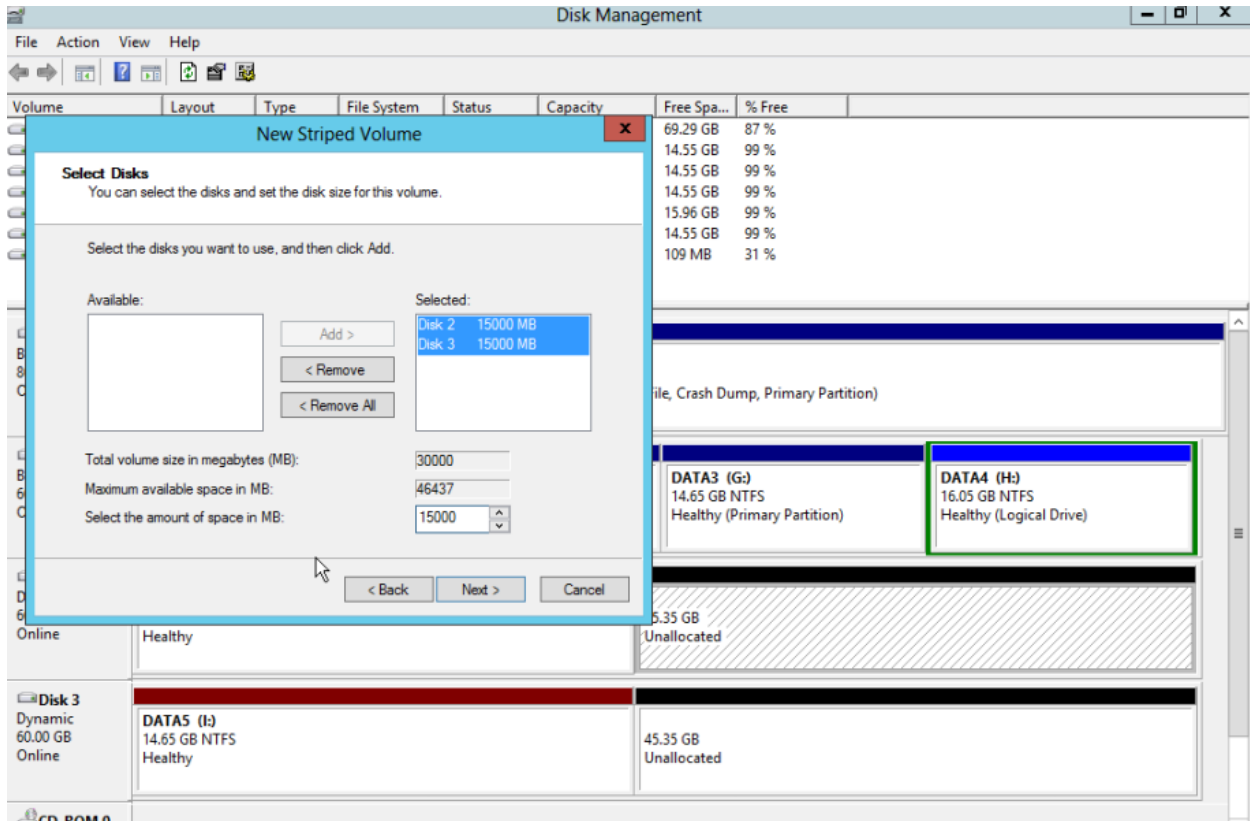 Disk Management
File Action View Help
Volume Layout Type File System Status Capacity Free Spa... % Free
69.29 GB 87 %
14.55 GB 99 %
14.55 GB 99 %
14.55 GB 99 %
15.96 GB 99 %
14.55 GB 99 %
109 MB 31 %
New Striped Volume
Select Disks
You can select the disks and set the disk size for this volume.
Select the disks you want to use, and then click Add.
Available:
Selected:
Add >
< Remove
< Remove All
Disk 2 15000 MB
Disk 3 15000 MB
Total volume size in megabytes (MB): 30000
Maximum available space in MB: 46437
Select the amount of space in MB: 15000
< Back Next > Cancel
ile, Crash Dump, Primary Partition)
DATA3 (G:)
14.65 GB NTFS
Healthy (Primary Partition)
DATA4 (H:)
16.05 GB NTFS
Healthy (Logical Drive)
Online
Healthy
5.35 GB
Unallocated
Disk 3
Dynamic
60.00 GB
Online
DATA5 (I:)
14.65 GB NTFS
Healthy
45.35 GB
Unallocated
CD-ROM 0